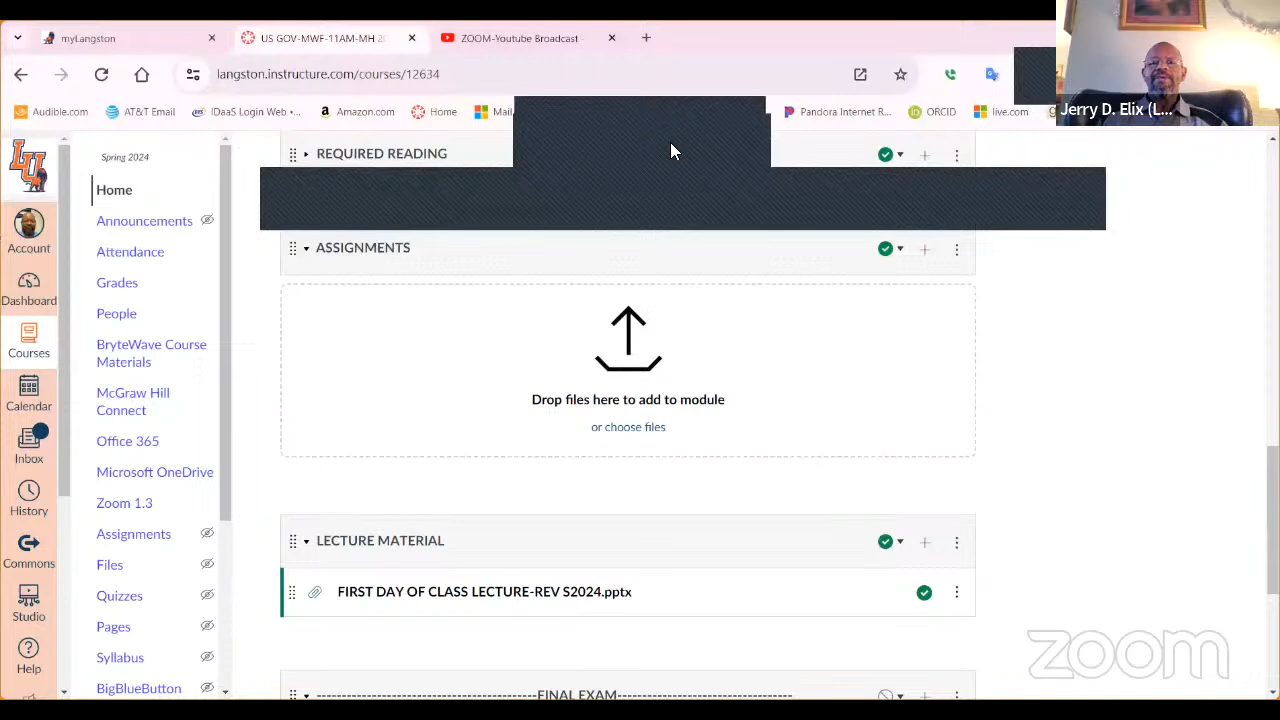 myLangston
US GOV-MWF-11AM-MH 20
ZOOM-Youtube Broadcast -
langston.instructure.com/courses/12634
Jerry D. Elix (L...
Audible.com
AT&T Email
IDaaS Login Web •...
Amazon.com
Home
Mail
Pandora Internet R...
ORCID
live.com
LU
Account
Dashboard
Courses
Calendar
Inbox
History
Commons
Studio
Help
Spring 2024
Home
Announcements
Attendance
Grades
People
BryteWave Course
Materials
McGraw Hill
Connect
Office 365
Microsoft OneDrive
Zoom 1.3
Assignments
Files
Quizzes
Pages
Syllabus
BigBlueButton
REQUIRED READING
ASSIGNMENTS
Drop files here to add to module
or choose files
LECTURE MATERIAL
FIRST DAY OF CLASS LECTURE-REV S2024.pptx
----------------------------------------FINAL EXAM----------------------------------------
zoom